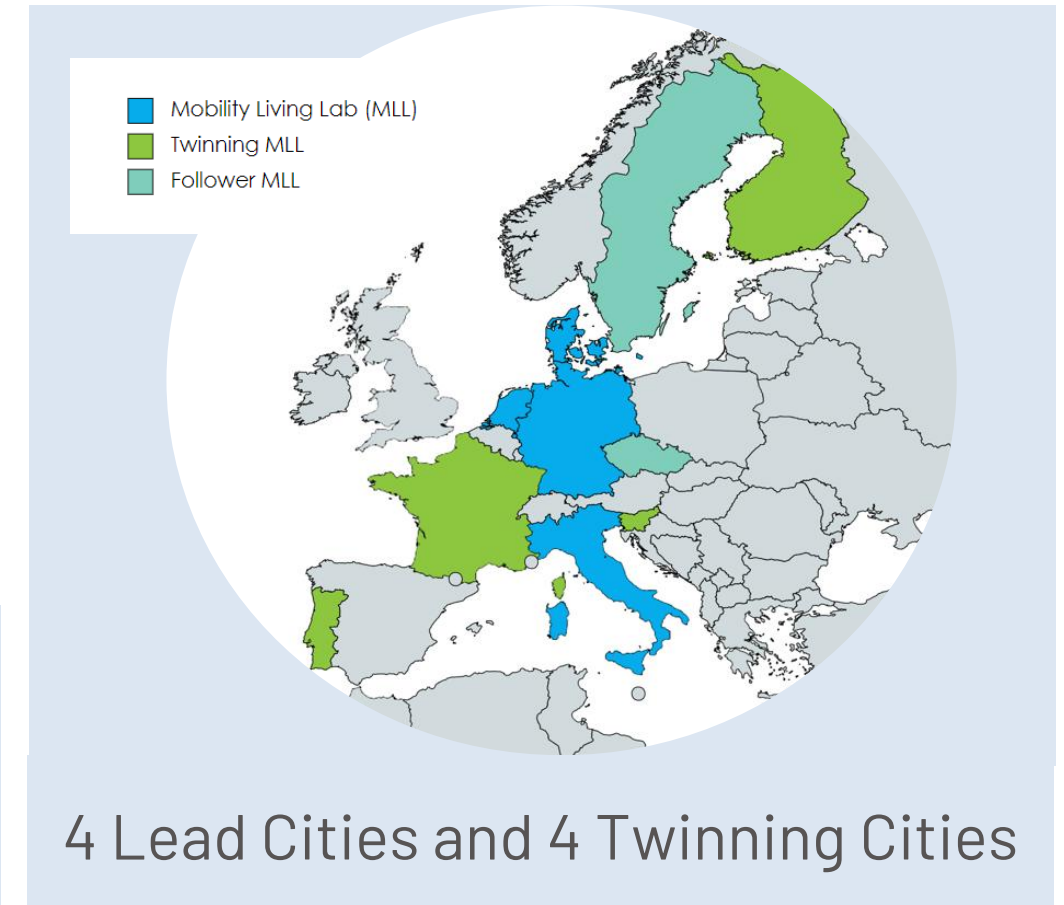 Mobility Living Lab (MLL)
Twinning MLL
Follower MLL
4 Lead Cities and 4 Twinning Cities